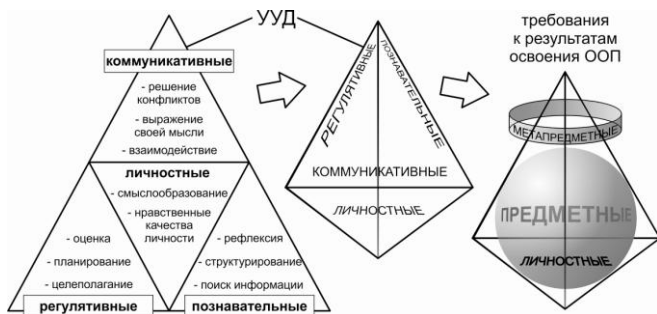 УУД
коммуникативные
- решение
конфликтов
- выражение
своей мысли
- взаимодействие
личностные
- смыслообразование
- нравственные
качества
личности
- оценка
- планирование
- целеполагание
регулятивные
- рефлексия
- структурирование
- поиск информации
познавательные
РЕГУЛЯТИВНЫЕ
ПОЗНАВАТЕЛЬНЫЕ
КОММУНИКАТИВНЫЕ
ЛИЧНОСТНЫЕ
требования
к результатам
освоения ООП
МЕТАПРЕДМЕТНЫЕ
ПРЕДМЕТНЫЕ
ЛИЧНОСТНЫЕ